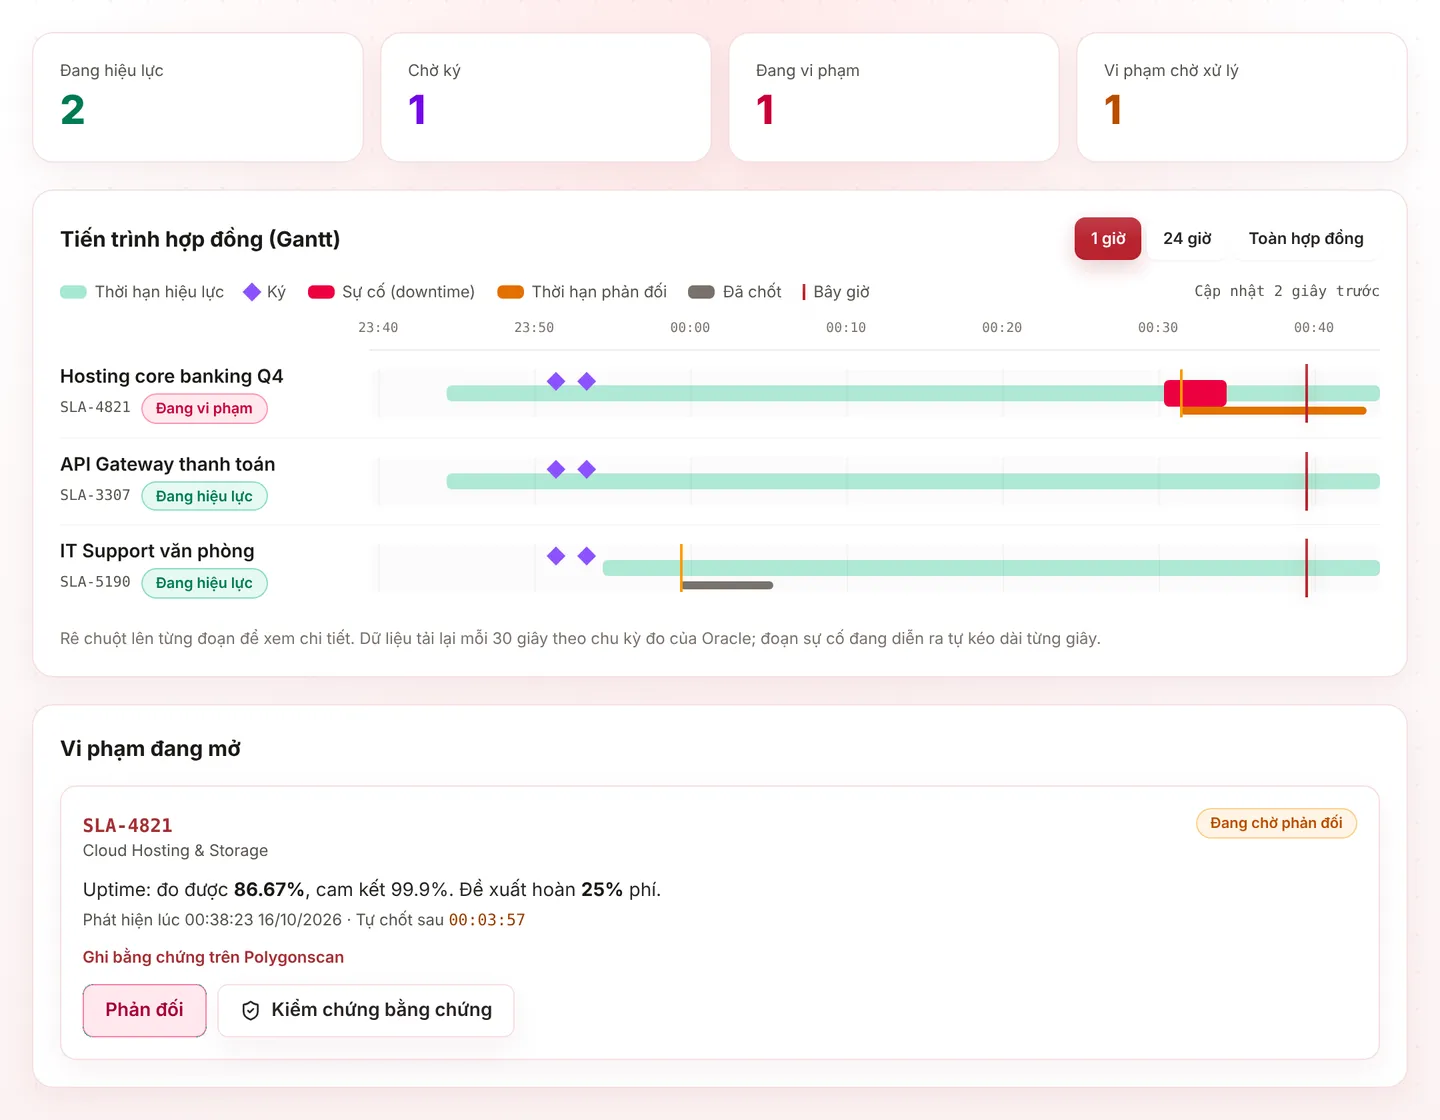 Đang hiệu lực
2
Chờ ký
1
Đang vi phạm
1
Vi phạm chờ xử lý
1
Tiến trình hợp đồng (Gantt)
1 giờ
24 giờ
Toàn hợp đồng
Thời hạn hiệu lực
Ký
Sự cố (downtime)
Thời hạn phản đối
Đã chốt
Bây giờ
Cập nhật 2 giây trước
23:40
23:50
00:00
00:10
00:20
00:30
00:40
Hosting core banking Q4
SLA-4821
Đang vi phạm
API Gateway thanh toán
SLA-3307
Đang hiệu lực
IT Support văn phòng
SLA-5190
Đang hiệu lực
Rê chuột lên từng đoạn để xem chi tiết. Dữ liệu tải lại mỗi 30 giây theo chu kỳ đo của Oracle; đoạn sự cố đang diễn ra tự kéo dài từng giây.
Vi phạm đang mở
SLA-4821
Đang chờ phản đối
Cloud Hosting & Storage
Uptime: đo được 86.67%, cam kết 99.9%. Đề xuất hoàn 25% phí.
Phát hiện lúc 00:38:23 16/10/2026 · Tự chốt sau 00:03:57
Ghi bằng chứng trên Polygonscan
Phản đối
Kiểm chứng bằng chứng